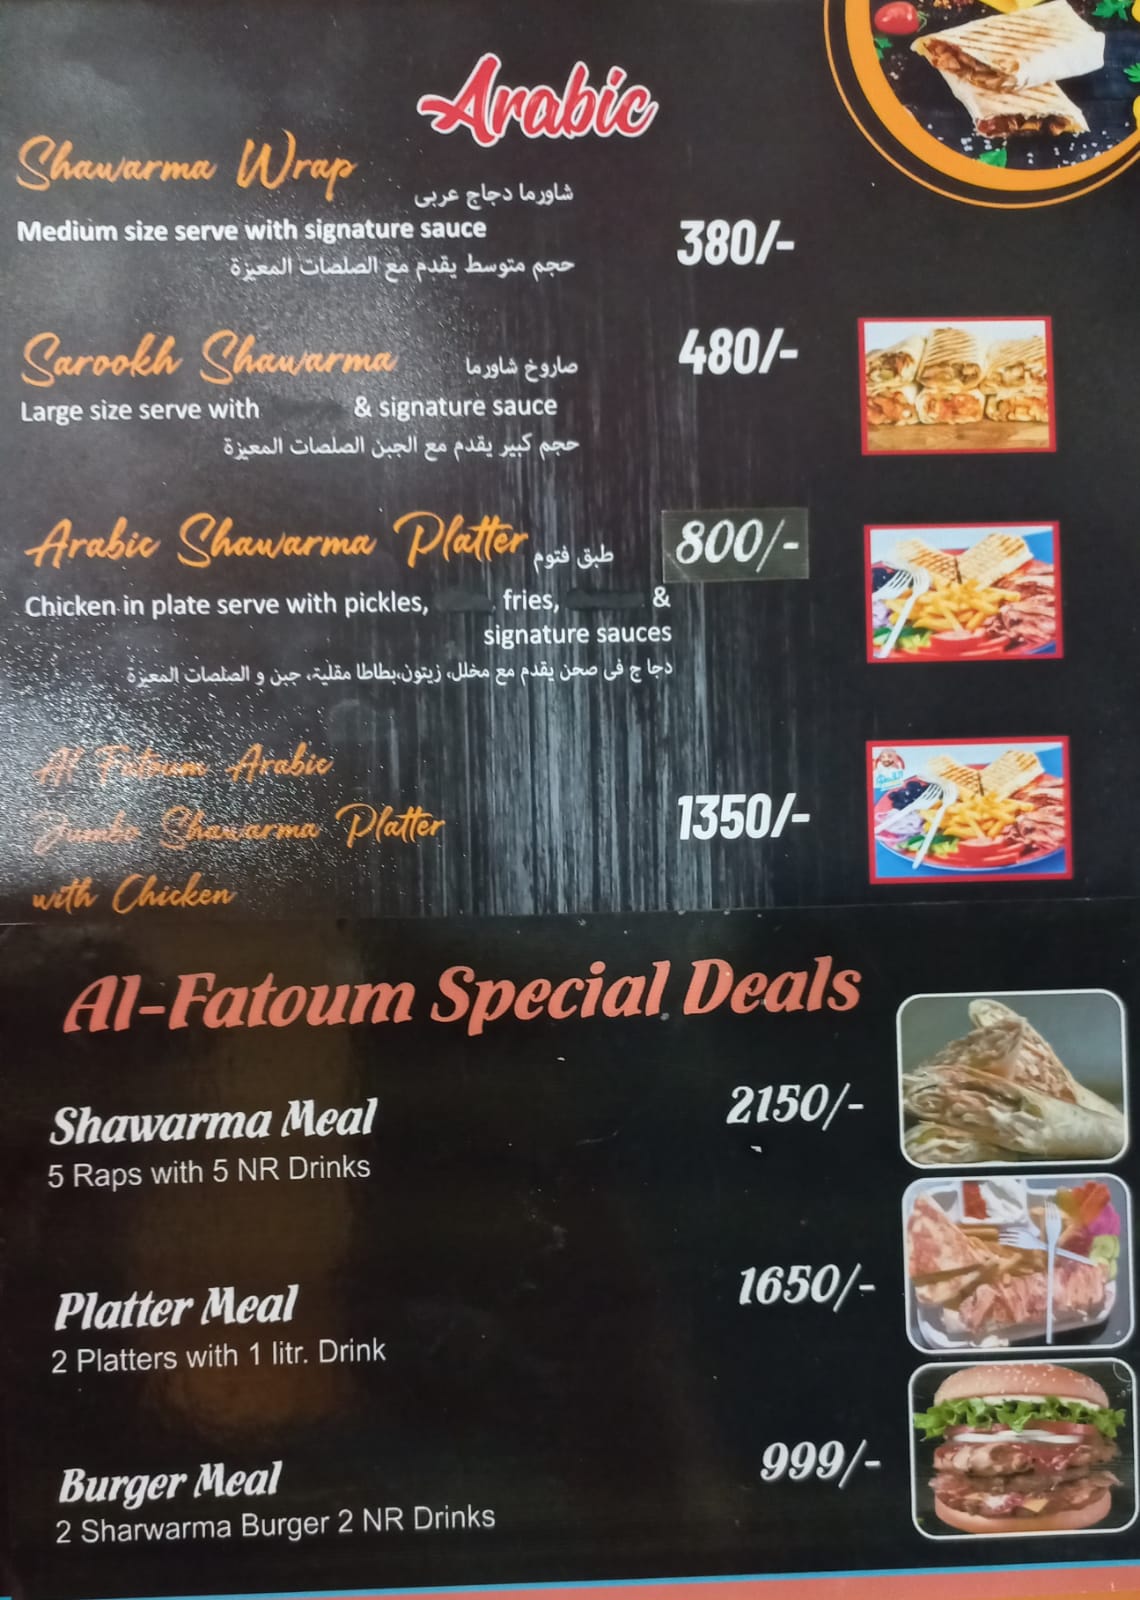 Arabic
Shawarma Wrap
شاورما دجاج عربى
Medium size serve with signature sauce
380/-
حجم متوسط يقدم مع الصلصات المعيزة
Sarookh Shawarma
صاروخ شاورما
480/-
Large size serve with & signature sauce
حجم كبير يقدم مع الجبن الصلصات المعيزة
Arabic Shawarma Platter
طبق فتوم
800/-
Chicken in plate serve with pickles, fries, &
signature sauces
دجا ج فى صحن يقدم مع مخلل، زيتون،بطاطا مقلية، جبن و الصلصات المعيزة
Al Fatoum Arabic
Jumbo Shawarma Platter
1350/-
with Chicken
Al-Fatoum Special Deals
Shawarma Meal
2150/-
5 Raps with 5 NR Drinks
Platter Meal
1650/-
2 Platters with 1 litr. Drink
Burger Meal
999/-
2 Sharwarma Burger 2 NR Drinks